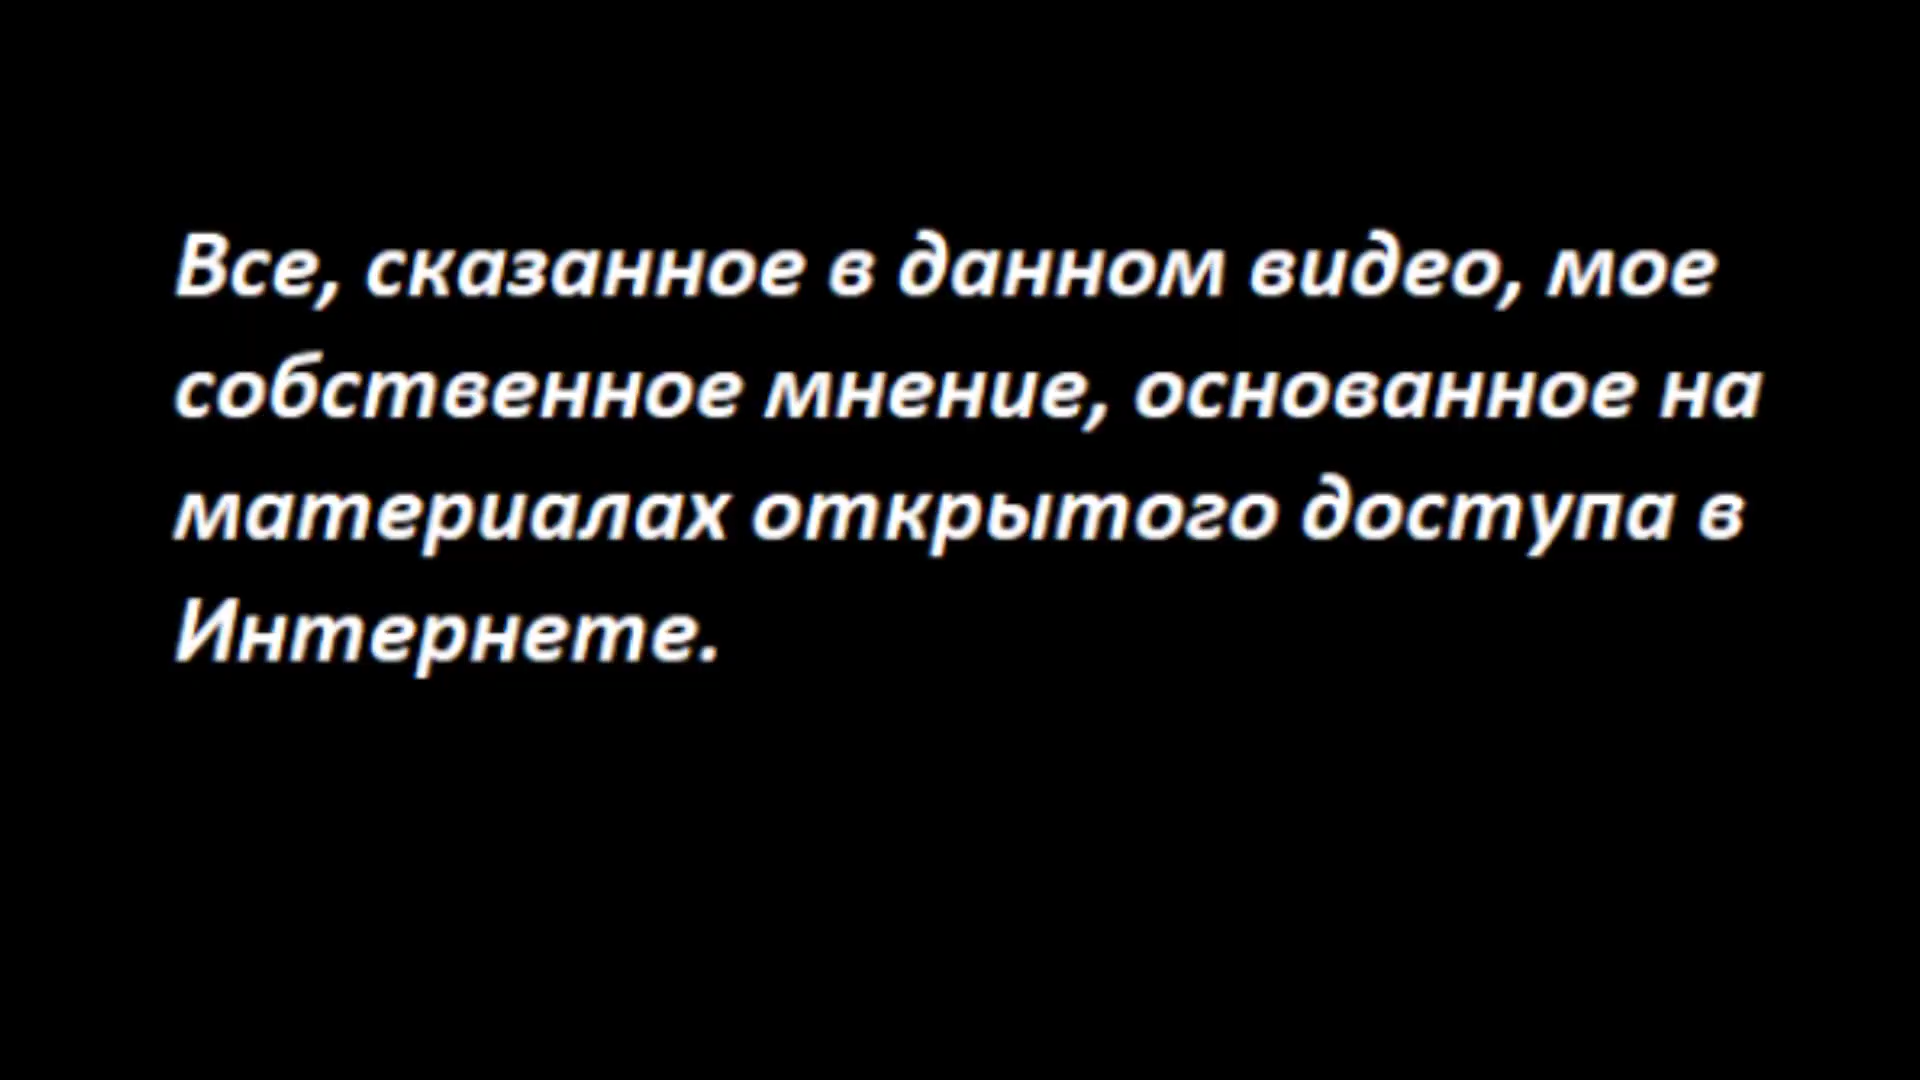 Все, сказанное в данном видео, мое
собственное мнение, основанное на
материалах открытого доступа в
Интернете.